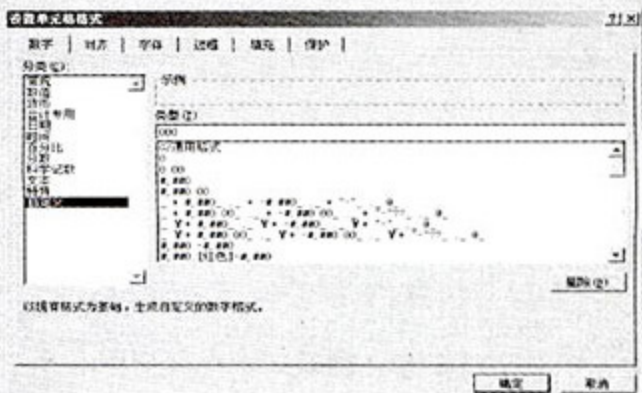 设置单元格格式
数字 对齐 字体 边框 填充 保护
分类(C):
常规
数值
货币
会计专用
日期
时间
百分比
分数
科学记数
文本
特殊
自定义
示例
类型(T)
000
G/通用格式
0
0.00
#,##0
#,##0.00
#,##0;-#,##0
#,##0;[红色]-#,##0
删除(D)
以现有格式为基础，生成自定义的数字格式。
确定 取消